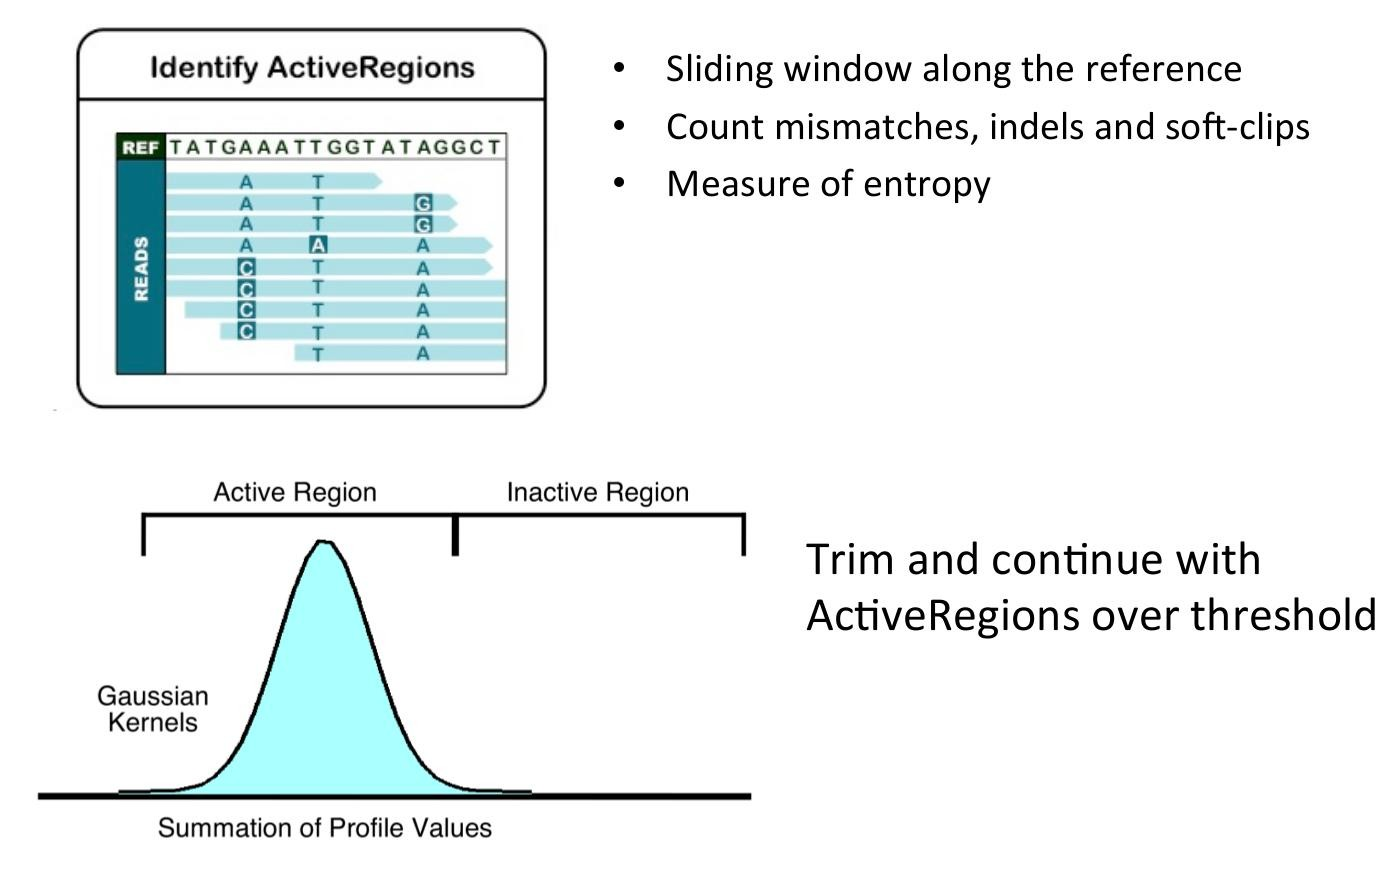 Identify ActiveRegions
REF TATGAAATTGGTATAGGCT
READS
A T
A T G
A T G
A A A
C T A
C T A
C T A
C T A
T A
• Sliding window along the reference
• Count mismatches, indels and soft-clips
• Measure of entropy
Active Region
Inactive Region
Gaussian
Kernels
Summation of Profile Values
Trim and continue with
ActiveRegions over threshold